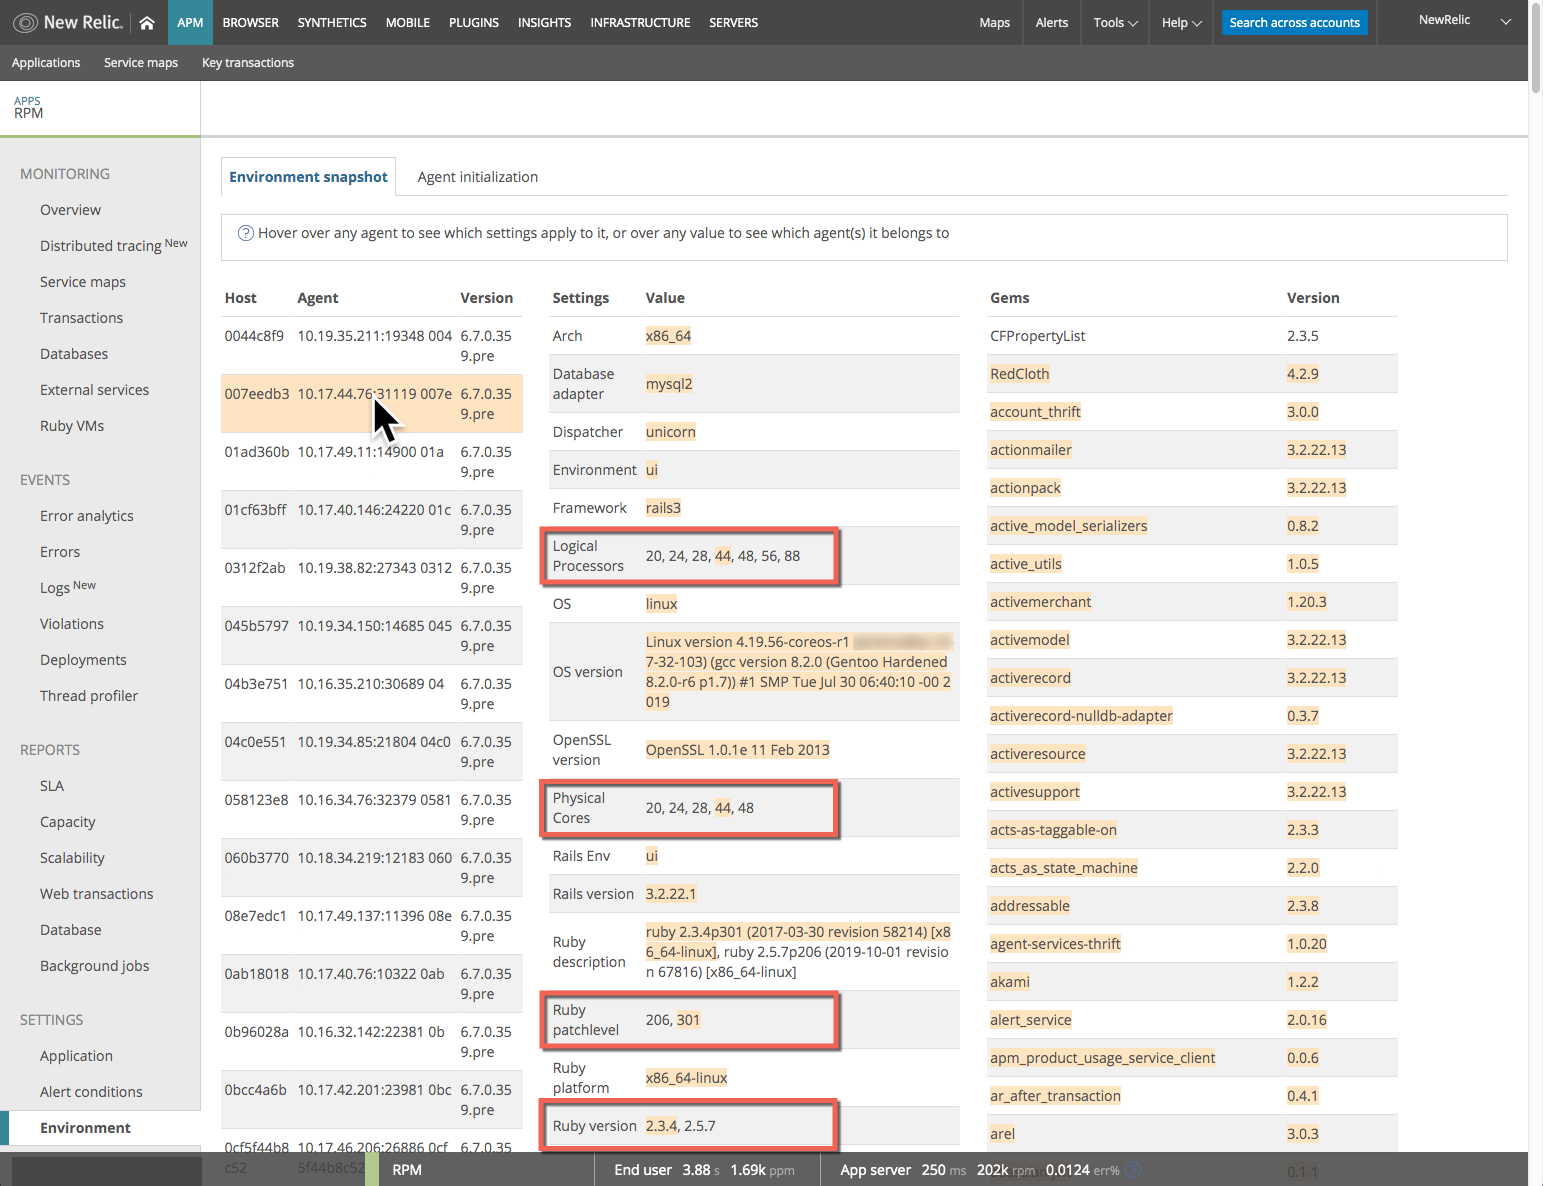 New Relic.
APM BROWSER SYNTHETICS MOBILE PLUGINS INSIGHTS INFRASTRUCTURE SERVERS
Maps Alerts Tools Help Search across accounts NewRelic
Applications Service maps Key transactions
APPS
RPM
MONITORING
Overview
Distributed tracing New
Service maps
Transactions
Databases
External services
Ruby VMs
EVENTS
Error analytics
Errors
Logs New
Violations
Deployments
Thread profiler
REPORTS
SLA
Capacity
Scalability
Web transactions
Database
Background jobs
SETTINGS
Application
Alert conditions
Environment
Environment snapshot Agent initialization
? Hover over any agent to see which settings apply to it, or over any value to see which agent(s) it belongs to
Host Agent Version
0044c8f9 10.19.35.211:19348 004 6.7.0.35
9.pre
007eedb3 10.17.44.76:31119 007e 6.7.0.35
9.pre
01ad360b 10.17.49.11:14900 01a 6.7.0.35
9.pre
01cf63bff 10.17.40.146:24220 01c 6.7.0.35
9.pre
0312f2ab 10.19.38.82:27343 0312 6.7.0.35
9.pre
045b5797 10.19.34.150:14685 045 6.7.0.35
9.pre
04b3e751 10.16.35.210:30689 04 6.7.0.35
9.pre
04c0e551 10.19.34.85:21804 04c0 6.7.0.35
9.pre
058123e8 10.16.34.76:32379 0581 6.7.0.35
9.pre
060b3770 10.18.34.219:12183 060 6.7.0.35
9.pre
08e7edc1 10.17.49.137:11396 08e 6.7.0.35
9.pre
0ab18018 10.17.40.76:10322 0ab 6.7.0.35
9.pre
0b96028a 10.16.32.142:22381 0b 6.7.0.35
9.pre
0bcc4a6b 10.17.42.201:23981 0bc 6.7.0.35
9.pre
0cf5f44b8 10.17.46.206:26886 0cf 6.7.0.35
c52 5f44b8c52 9.pre
Settings Value
Arch x86_64
Database
adapter
mysql2
Dispatcher unicorn
Environment ui
Framework rails3
Logical
Processors
20, 24, 28, 44, 48, 56, 88
OS linux
OS version
Linux version 4.19.56-coreos-r1
7-32-103) (gcc version 8.2.0 (Gentoo Hardened
8.2.0-r6 p1.7)) #1 SMP Tue Jul 30 06:40:10 -00 2
019
OpenSSL
version
OpenSSL 1.0.1e 11 Feb 2013
Physical
Cores
20, 24, 28, 44, 48
Rails Env ui
Rails version 3.2.22.1
Ruby
description
ruby 2.3.4p301 (2017-03-30 revision 58214) [x8
6_64-linux], ruby 2.5.7p206 (2019-10-01 revisio
n 67816) [x86_64-linux]
Ruby
patchlevel
206, 301
Ruby
platform
x86_64-linux
Ruby version 2.3.4, 2.5.7
Gems Version
CFPropertyList 2.3.5
RedCloth 4.2.9
account_thrift 3.0.0
actionmailer 3.2.22.13
actionpack 3.2.22.13
active_model_serializers 0.8.2
active_utils 1.0.5
activemerchant 1.20.3
activemodel 3.2.22.13
activerecord 3.2.22.13
activerecord-nulldb-adapter 0.3.7
activeresource 3.2.22.13
activesupport 3.2.22.13
acts-as-taggable-on 2.3.3
acts_as_state_machine 2.2.0
addressable 2.3.8
agent-services-thrift 1.0.20
akami 1.2.2
alert_service 2.0.16
apm_product_usage_service_client 0.0.6
ar_after_transaction 0.4.1
arel 3.0.3
0.1.1
RPM End user 3.88 s 1.69k ppm App server 250 ms 202k rpm 0.0124 err% ?